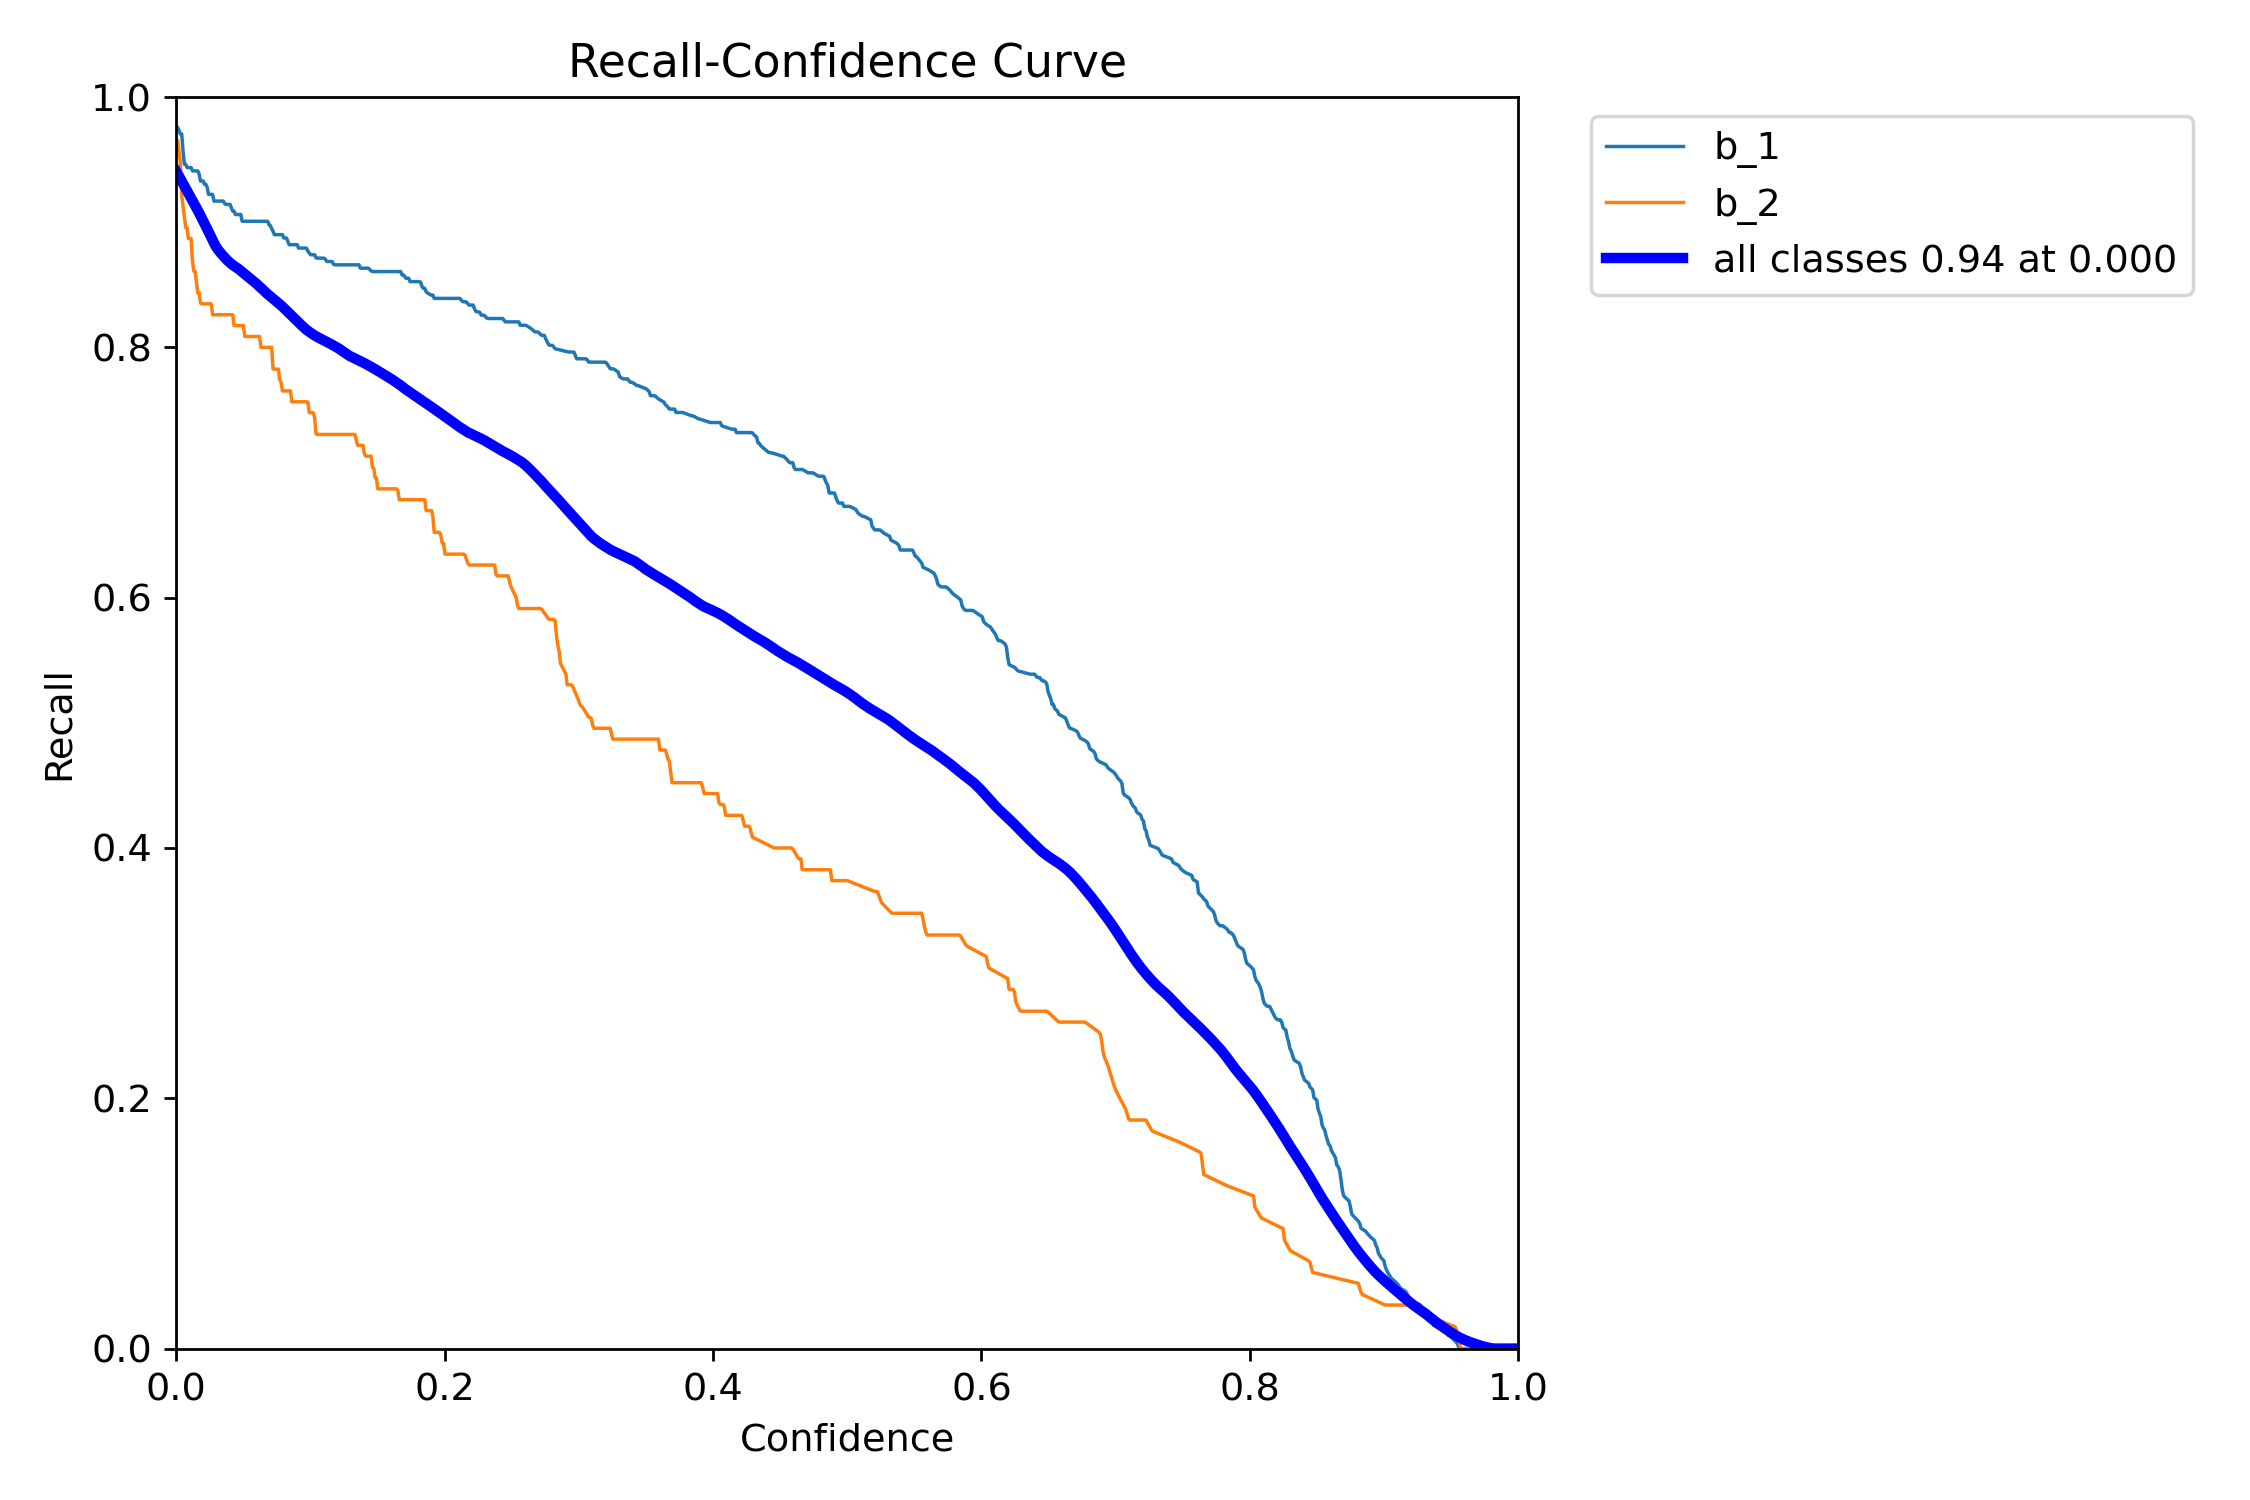 Recall-Confidence Curve
b_1
b_2
all classes 0.94 at 0.000
Recall
1.0
0.8
0.6
0.4
0.2
0.0
0.0 0.2 0.4 0.6 0.8 1.0
Confidence